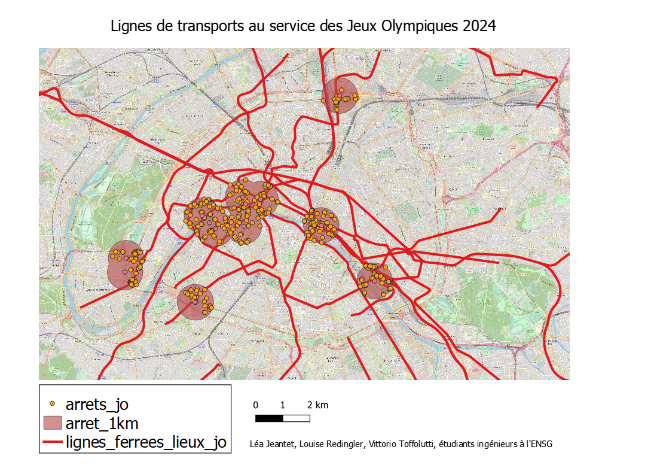 Lignes de transports au service des Jeux Olympiques 2024
arrets_jo
arret_1km
lignes_ferrees_lieux_jo
0 1 2 km
Léa Jeantet, Louise Redingler, Vittorio Toffolutti, étudiants ingénieurs à l'ENSG